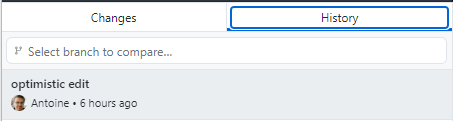 Changes History
Select branch to compare...
optimistic edit
Antoine • 6 hours ago